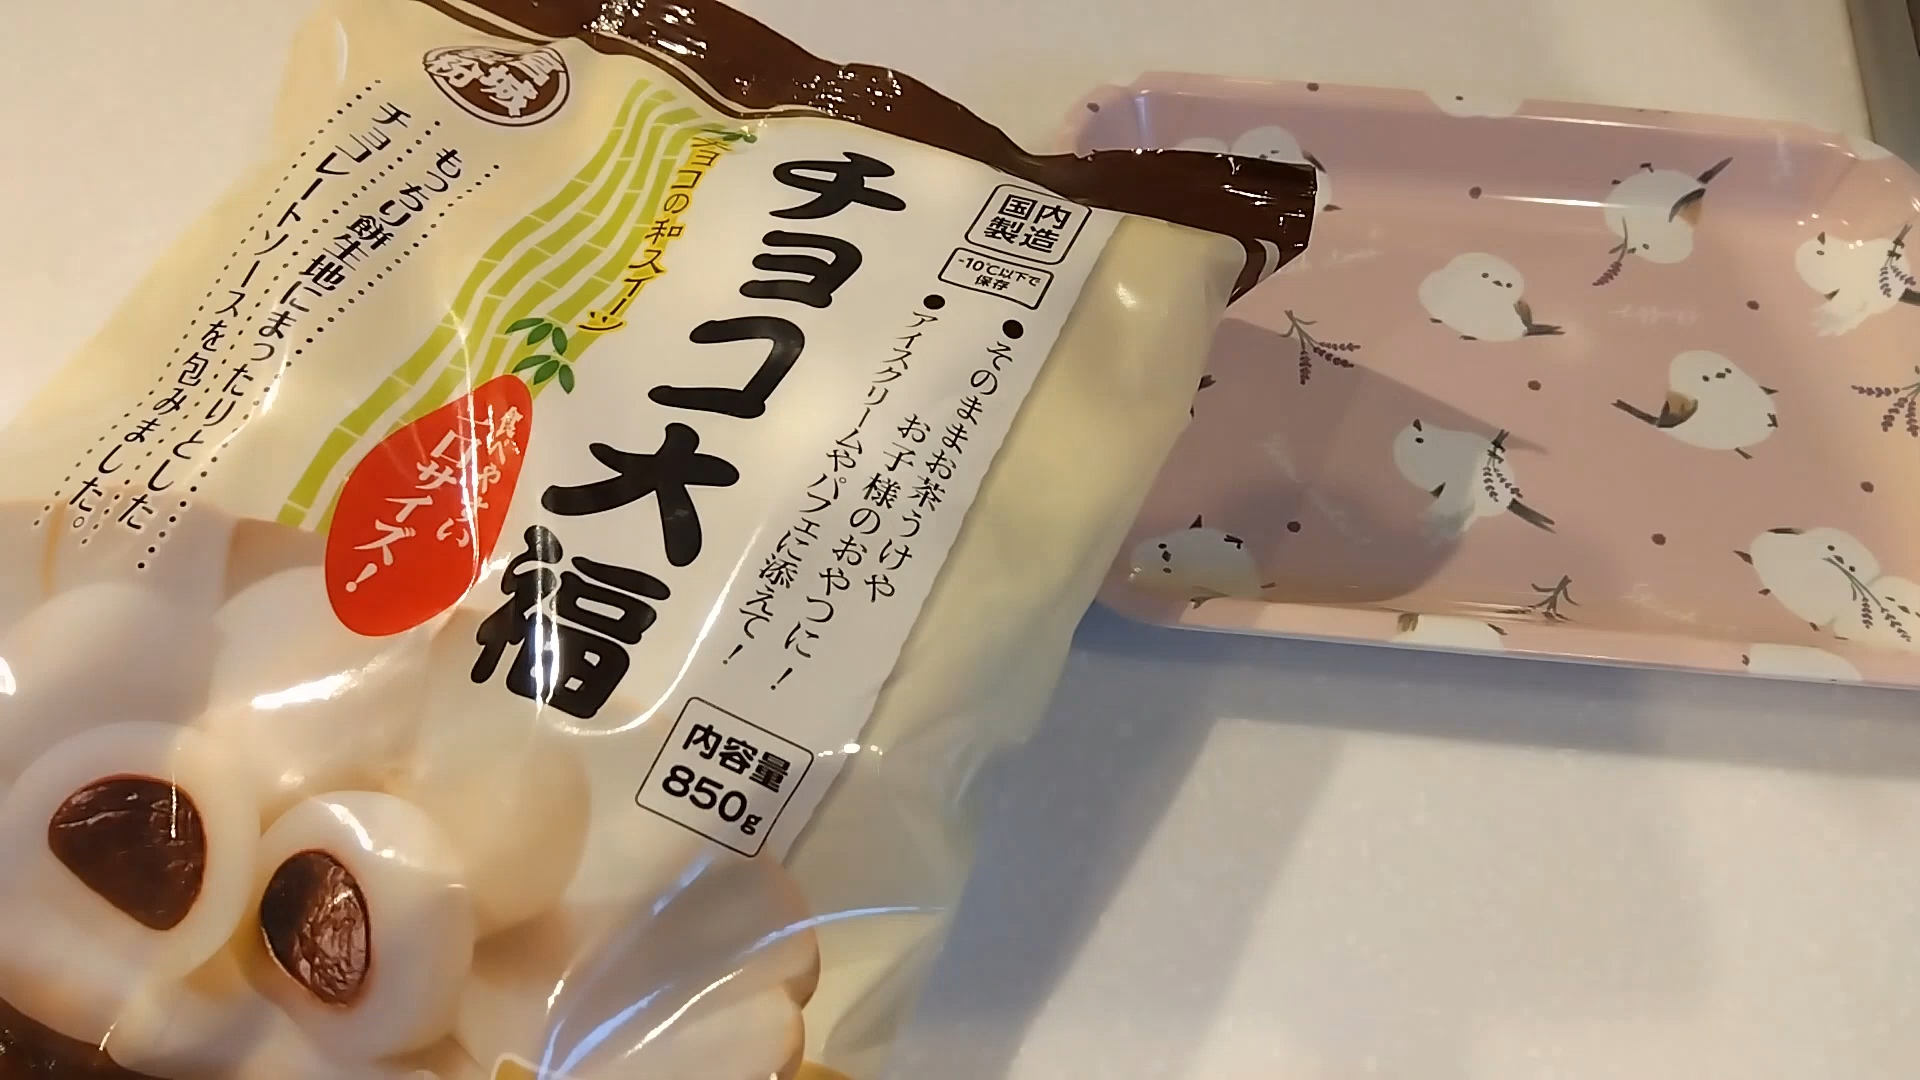 国内
製造
-10℃以下で
保存
●そのままお茶うけや
お子様のおやつに!
●アイスクリームやパフェに添えて!
チョコ大福
内容量
850g
チョコの和スイーツ
食べやすい
一口サイズ!
宮城
もっちり餅生地にまったりとした
チョコレートソースを包みました。